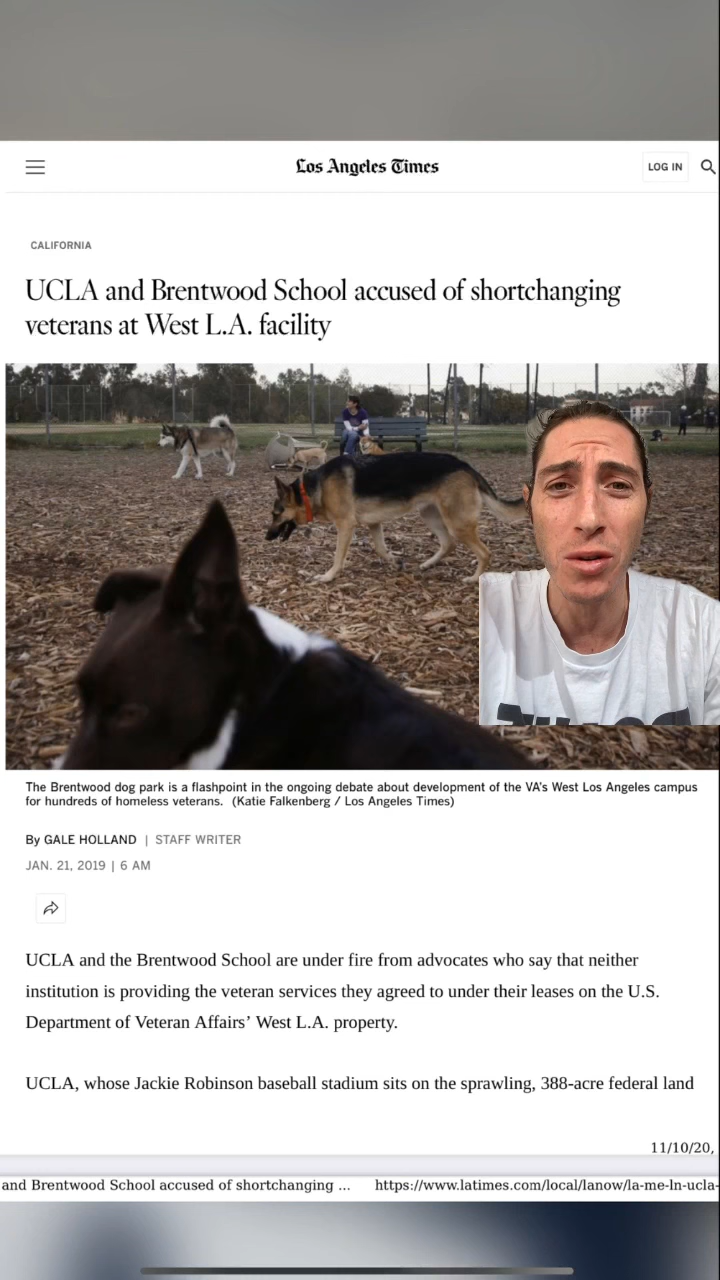 Los Angeles Times
LOG IN
CALIFORNIA
UCLA and Brentwood School accused of shortchanging
veterans at West L.A. facility
The Brentwood dog park is a flashpoint in the ongoing debate about development of the VA's West Los Angeles campus
for hundreds of homeless veterans. (Katie Falkenberg / Los Angeles Times)
By GALE HOLLAND | STAFF WRITER
JAN. 21, 2019 | 6 AM
UCLA and the Brentwood School are under fire from advocates who say that neither
institution is providing the veteran services they agreed to under their leases on the U.S.
Department of Veteran Affairs’ West L.A. property.
UCLA, whose Jackie Robinson baseball stadium sits on the sprawling, 388-acre federal land
11/10/20,
and Brentwood School accused of shortchanging ... https://www.latimes.com/local/lanow/la-me-ln-ucla-